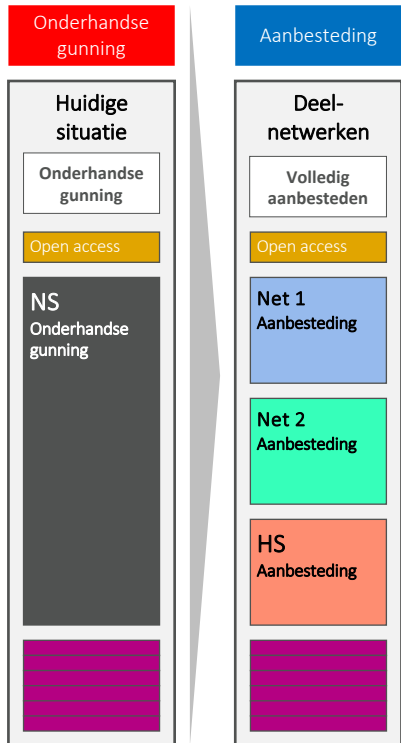 Onderhandse
gunning
Huidige
situatie
Onderhandse
gunning
Open access
NS
Onderhandse
gunning
Aanbesteding
Deel-
netwerken
Volledig
aanbesteden
Open access
Net 1
Aanbesteding
Net 2
Aanbesteding
HS
Aanbesteding